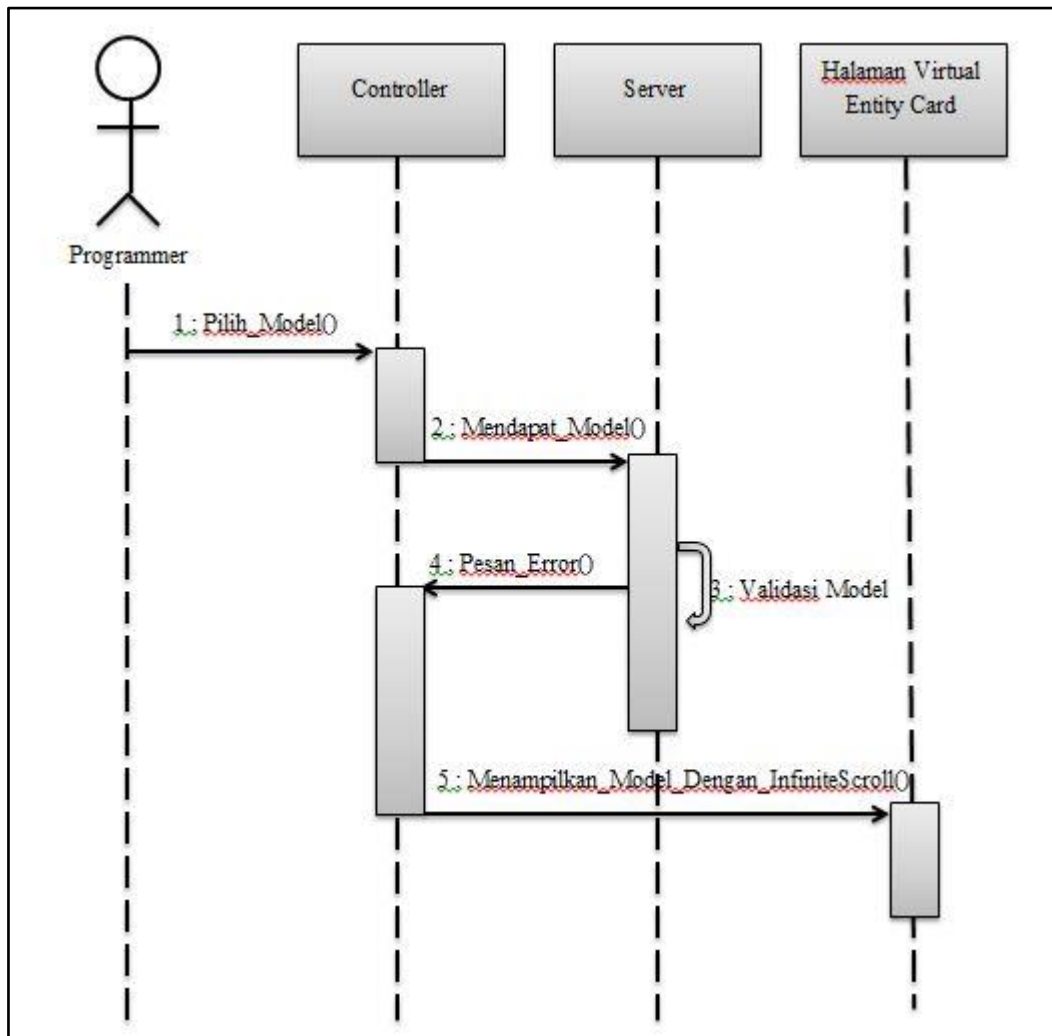 Controller
Server
Halaman Virtual
Entity Card
Programmer
1 : Pilih_Model()
2 : Mendapat_Model()
4 : Pesan_Error()
3 : Validasi Model
5 : Menampilkan_Model_Dengan_InfiniteScroll()